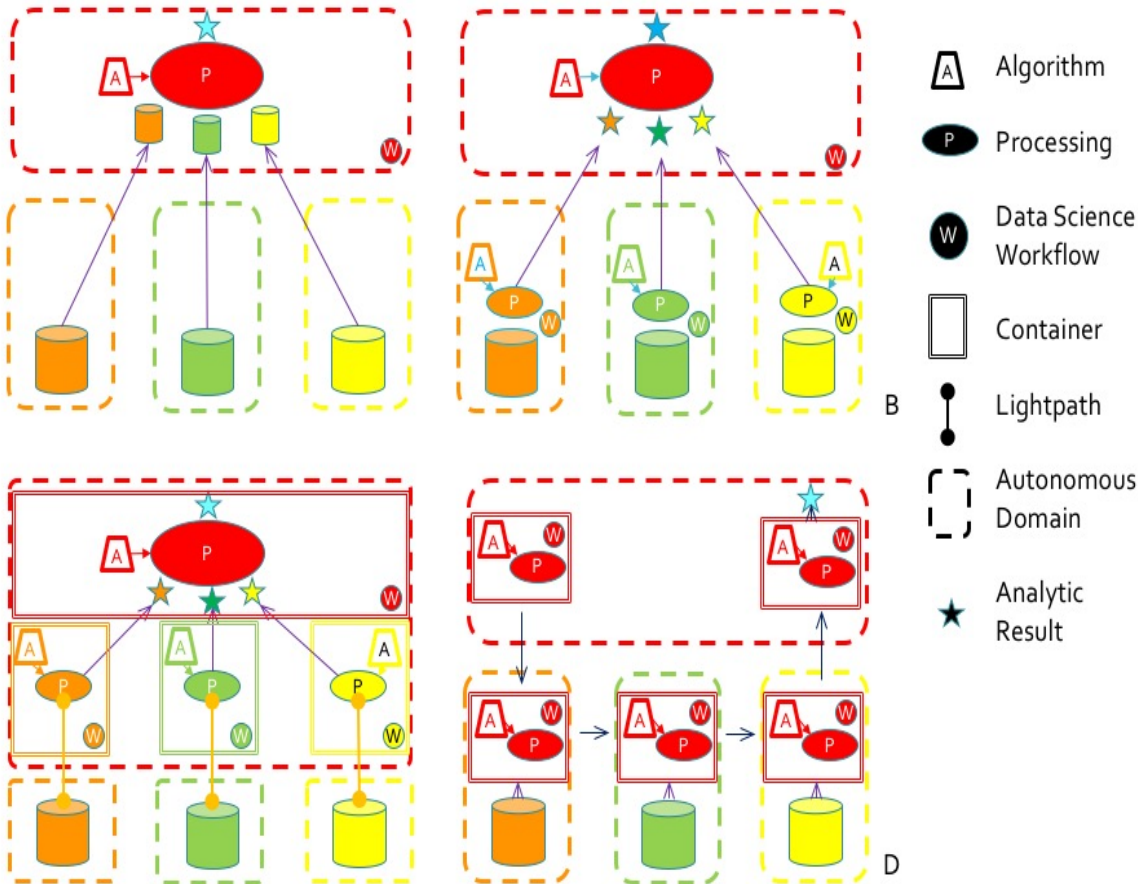 A
P
W
A
P
W
A
P
W
A
P
W
A
P
W
B
A
P
W
A
P
W
A
P
W
A
P
W
A
P
W
A
P
W
A
P
W
A
P
W
A
P
W
D
A
Algorithm
P
Processing
W
Data Science
Workflow
Container
Lightpath
Autonomous
Domain
Analytic
Result